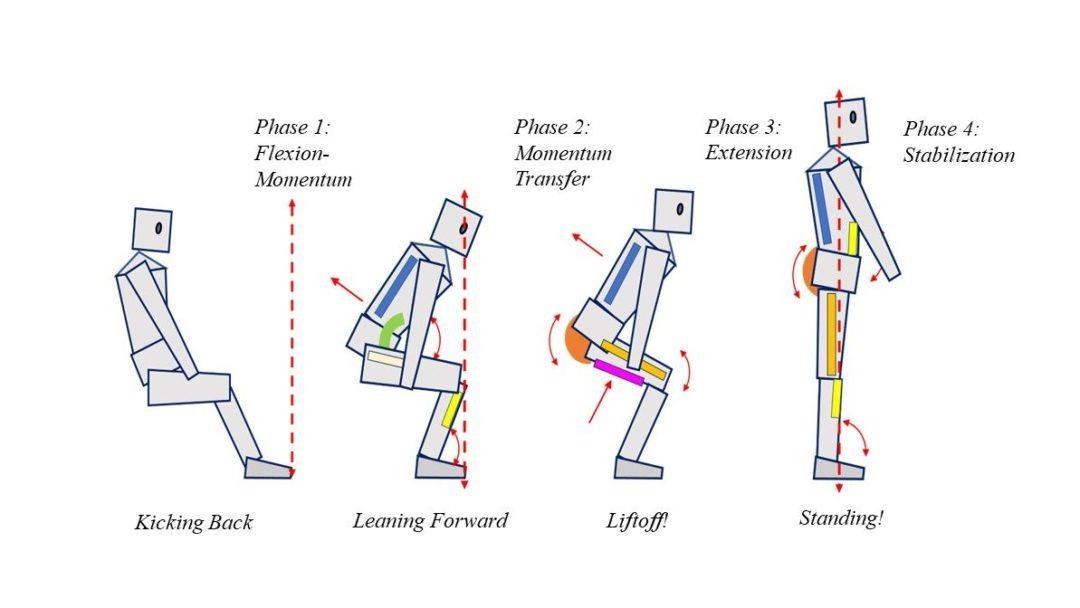 Phase 1:
Flexion-
Momentum
Phase 2:
Momentum
Transfer
Phase 3:
Extension
Phase 4:
Stabilization
Kicking Back
Leaning Forward
Liftoff!
Standing!